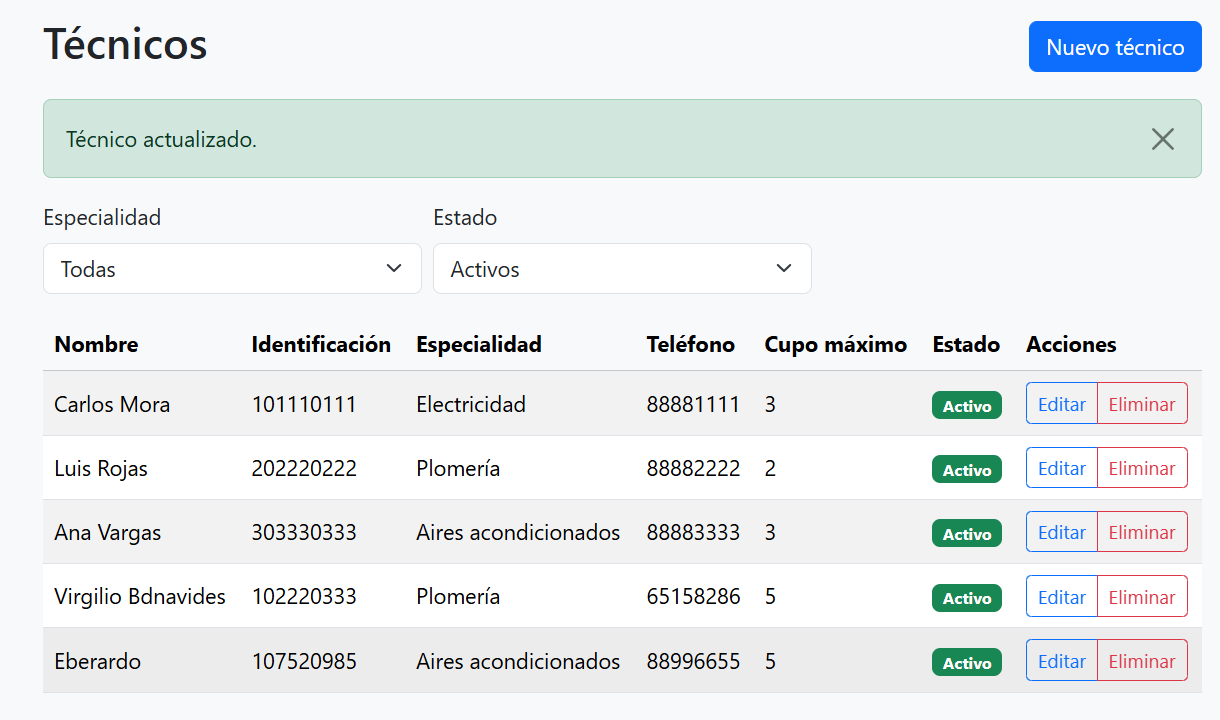 Técnicos
Nuevo técnico
Técnico actualizado.
Especialidad Estado
Todas Activos
Nombre Identificación Especialidad Teléfono Cupo máximo Estado Acciones
Carlos Mora 101110111 Electricidad 88881111 3 Activo Editar Eliminar
Luis Rojas 202220222 Plomería 88882222 2 Activo Editar Eliminar
Ana Vargas 303330333 Aires acondicionados 88883333 3 Activo Editar Eliminar
Virgilio Bdnavides 102220333 Plomería 65158286 5 Activo Editar Eliminar
Eberardo 107520985 Aires acondicionados 88996655 5 Activo Editar Eliminar